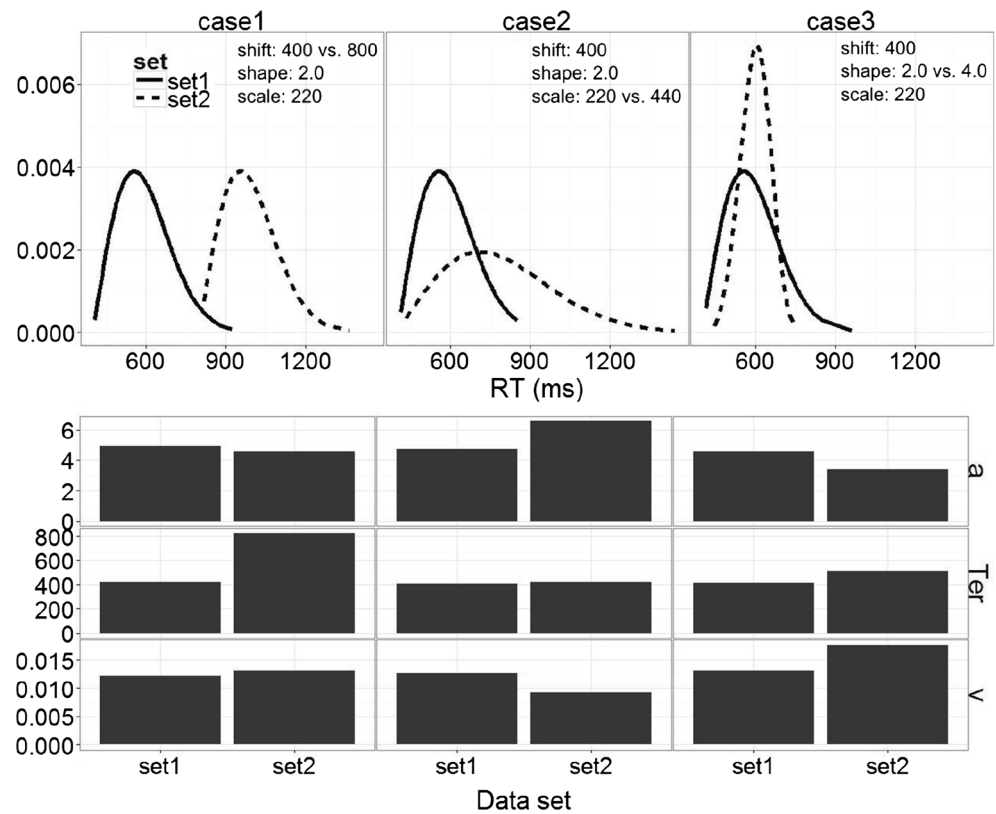 case1 case2 case3
set
set1
set2
shift: 400 vs. 800
shape: 2.0
scale: 220
shift: 400
shape: 2.0
scale: 220 vs. 440
shift: 400
shape: 2.0 vs. 4.0
scale: 220
0.006
0.004
0.002
0.000
600 900 1200 600 900 1200 600 900 1200
RT (ms)
6
4
2
0
a
800
600
400
200
0
Ter
0.015
0.010
0.005
0.000
v
set1 set2 set1 set2 set1 set2
Data set